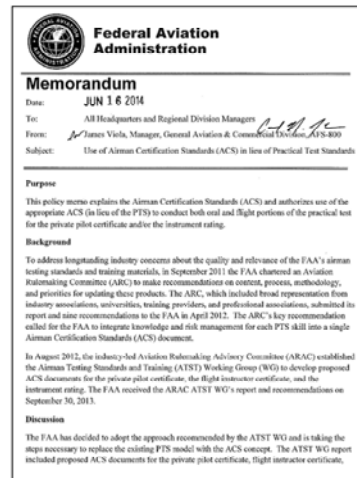 Federal Aviation
Administration
Memorandum
Date: JUN 16 2014
To: All Headquarters and Regional Division Managers
From: James Viola, Manager, General Aviation & Commercial Division, AFS-800
Subject: Use of Airman Certification Standards (ACS) in lieu of Practical Test Standards
Purpose
This policy memo explains the Airman Certification Standards (ACS) and authorizes use of the
appropriate ACS (in lieu of the PTS) to conduct both oral and flight portions of the practical test
for the private pilot certificate and/or the instrument rating.
Background
To address longstanding industry concerns about the quality and relevance of the FAA's airman
testing standards and training materials, in September 2011 the FAA chartered an Aviation
Rulemaking Committee (ARC) to make recommendations on content, process, methodology,
and priorities for updating these products. The ARC, which included broad representation from
industry associations, universities, training providers, and professional associations, submitted its
report and nine recommendations to the FAA in April 2012. The ARC's key recommendation
called for the FAA to integrate knowledge and risk management for each PTS skill into a single
Airman Certification Standards (ACS) document.
In August 2012, the industry-led Aviation Rulemaking Advisory Committee (ARAC) established
the Airman Testing Standards and Training (ATST) Working Group (WG) to develop proposed
ACS documents for the private pilot certificate, the flight instructor certificate, and the
instrument rating. The FAA received the ARAC ATST WG's report and recommendations on
September 30, 2013.
Discussion
The FAA has decided to adopt the approach recommended by the ATST WG and is taking the
steps necessary to replace the existing PTS model with the ACS concept. The ATST WG report
included proposed ACS documents for the private pilot certificate, flight instructor certificate,